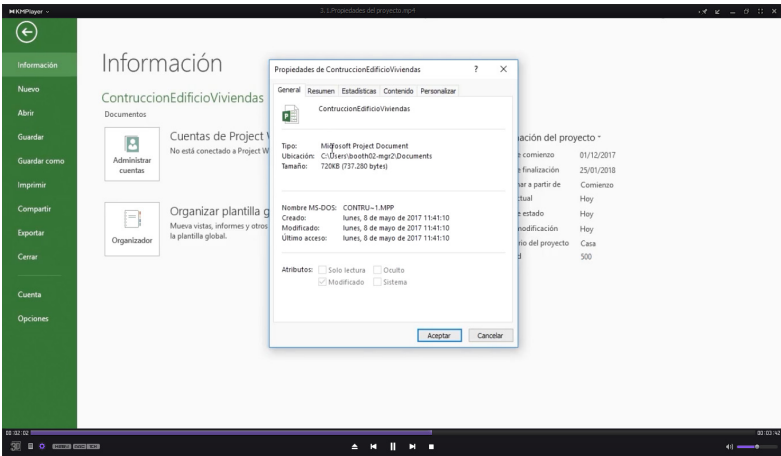 KMPlayer
3.1.Propiedades del proyecto.mp4
Información
Nuevo
Abrir
Guardar
Guardar como
Imprimir
Compartir
Exportar
Cerrar
Cuenta
Opciones
Información
ContruccionEdificioViviendas
Documentos
Administrar
cuentas
Cuentas de Project W
No está conectado a Project W
Organizador
Organizar plantilla g
Mueva vistas, informes y otros
la plantilla global.
Propiedades de ContruccionEdificioViviendas
General Resumen Estadísticas Contenido Personalizar
ContruccionEdificioViviendas
Tipo: Microsoft Project Document
Ubicación: C:\Users\booth02-mgr2\Documents
Tamaño: 720KB (737.280 bytes)
Nombre MS-DOS: CONTRU~1.MPP
Creado: lunes, 8 de mayo de 2017 11:41:10
Modificado: lunes, 8 de mayo de 2017 11:41:10
Último acceso: lunes, 8 de mayo de 2017 11:41:10
Atributos: Solo lectura Oculto
Modificado Sistema
Aceptar Cancelar
ación del proyecto
e comienzo 01/12/2017
e finalización 25/01/2018
nar a partir de Comienzo
ctual Hoy
e estado Hoy
modificación Hoy
rio del proyecto Casa
d 500
00:02:02
00:03:42